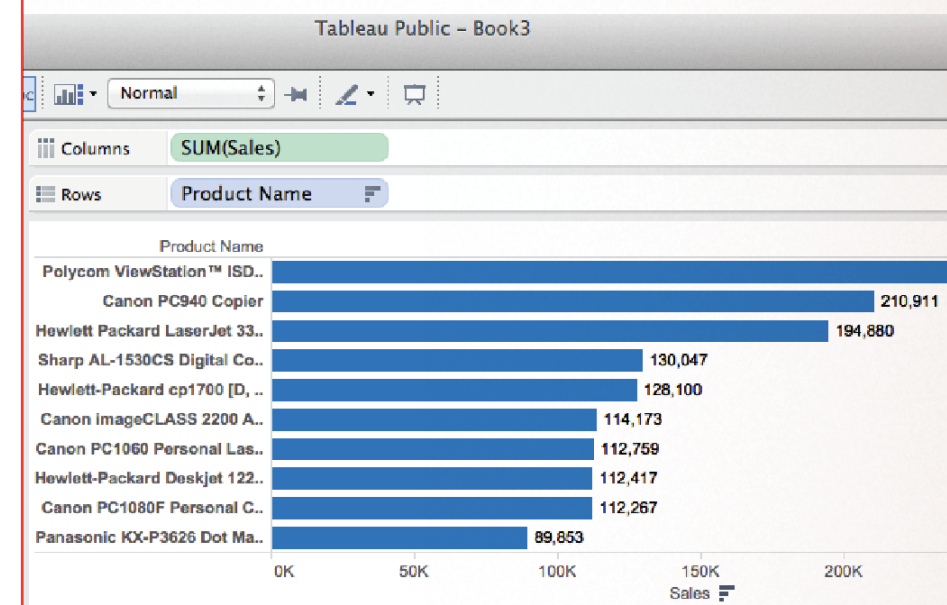 Tableau Public – Book3
Normal
Columns SUM(Sales)
Rows Product Name
Product Name
Polycom ViewStation™ ISD..
Canon PC940 Copier 210,911
Hewlett Packard LaserJet 33.. 194,880
Sharp AL-1530CS Digital Co.. 130,047
Hewlett-Packard cp1700 [D, .. 128,100
Canon imageCLASS 2200 A.. 114,173
Canon PC1060 Personal Las.. 112,759
Hewlett-Packard Deskjet 122.. 112,417
Canon PC1080F Personal C.. 112,267
Panasonic KX-P3626 Dot Ma.. 89,853
0K 50K 100K 150K 200K
Sales